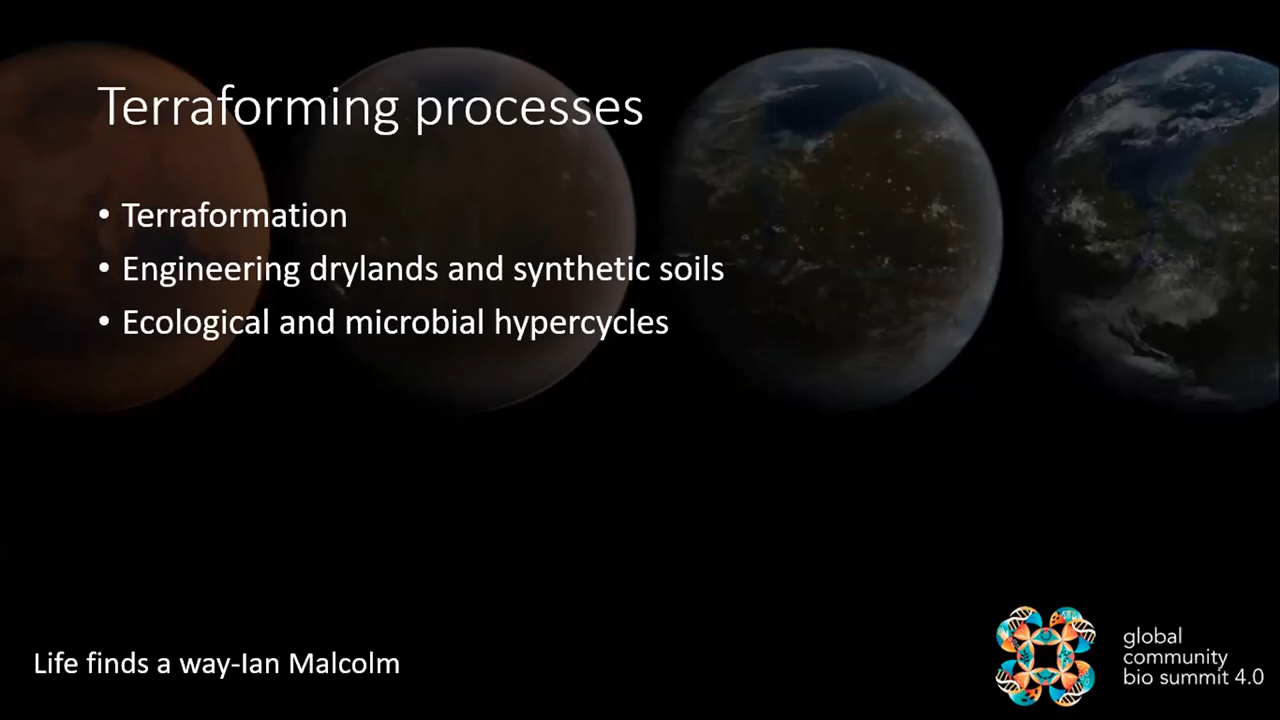 Terraforming processes
• Terraformation
• Engineering drylands and synthetic soils
• Ecological and microbial hypercycles
Life finds a way-Ian Malcolm
global
community
bio summit 4.0